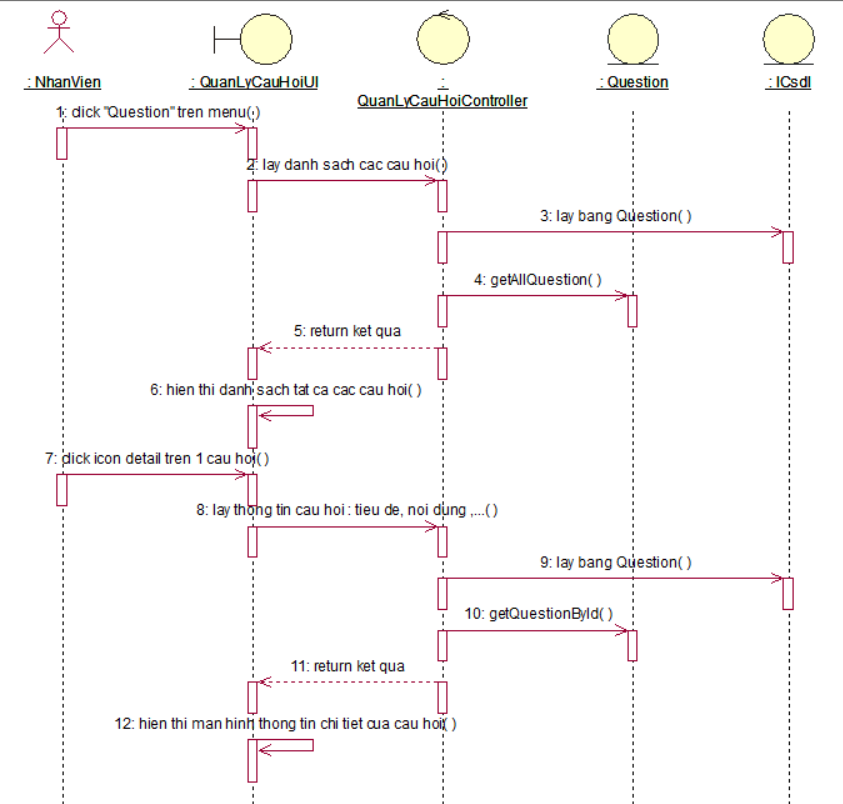 : NhanVien
: QuanLyCauHoiUI
:
QuanLyCauHoiController
: Question
: ICsdl
1: click "Question" tren menu( )
2: lay danh sach cac cau hoi( )
3: lay bang Question( )
4: getAllQuestion( )
5: return ket qua
6: hien thi danh sach tat ca cac cau hoi( )
7: click icon detail tren 1 cau hoi( )
8: lay thong tin cau hoi : tieu de, noi dung ,...( )
9: lay bang Question( )
10: getQuestionById( )
11: return ket qua
12: hien thi man hinh thong tin chi tiet cua cau hoi( )